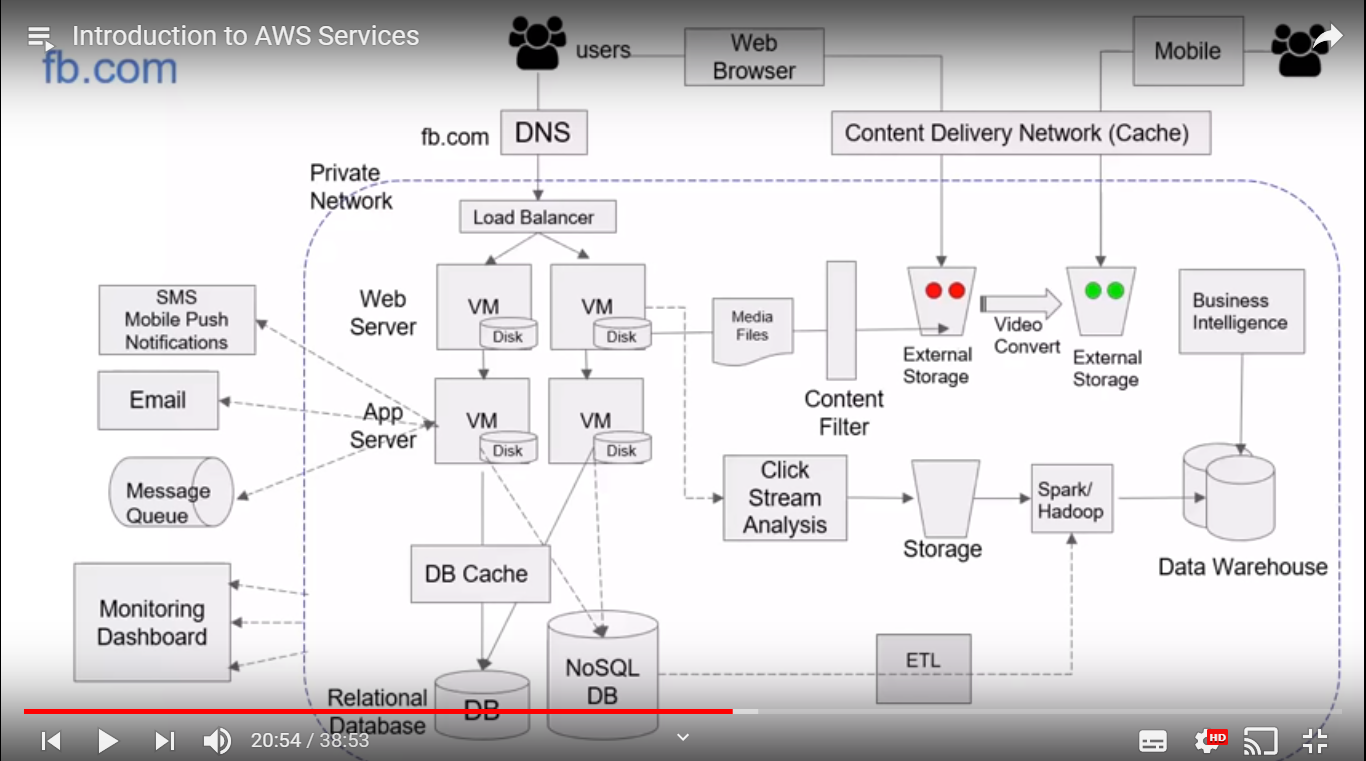 Introduction to AWS Services
fb.com
users
Web
Browser
Mobile
fb.com
DNS
Content Delivery Network (Cache)
Private
Network
Load Balancer
Web
Server
VM
Disk
VM
Disk
Media
Files
Content
Filter
External
Storage
Video
Convert
External
Storage
Business
Intelligence
SMS
Mobile Push
Notifications
Email
App
Server
VM
Disk
VM
Disk
Message
Queue
Click
Stream
Analysis
Storage
Spark/
Hadoop
Data Warehouse
DB Cache
Monitoring
Dashboard
NoSQL
DB
ETL
Relational
Database
DB
20:54 / 38:53
HD